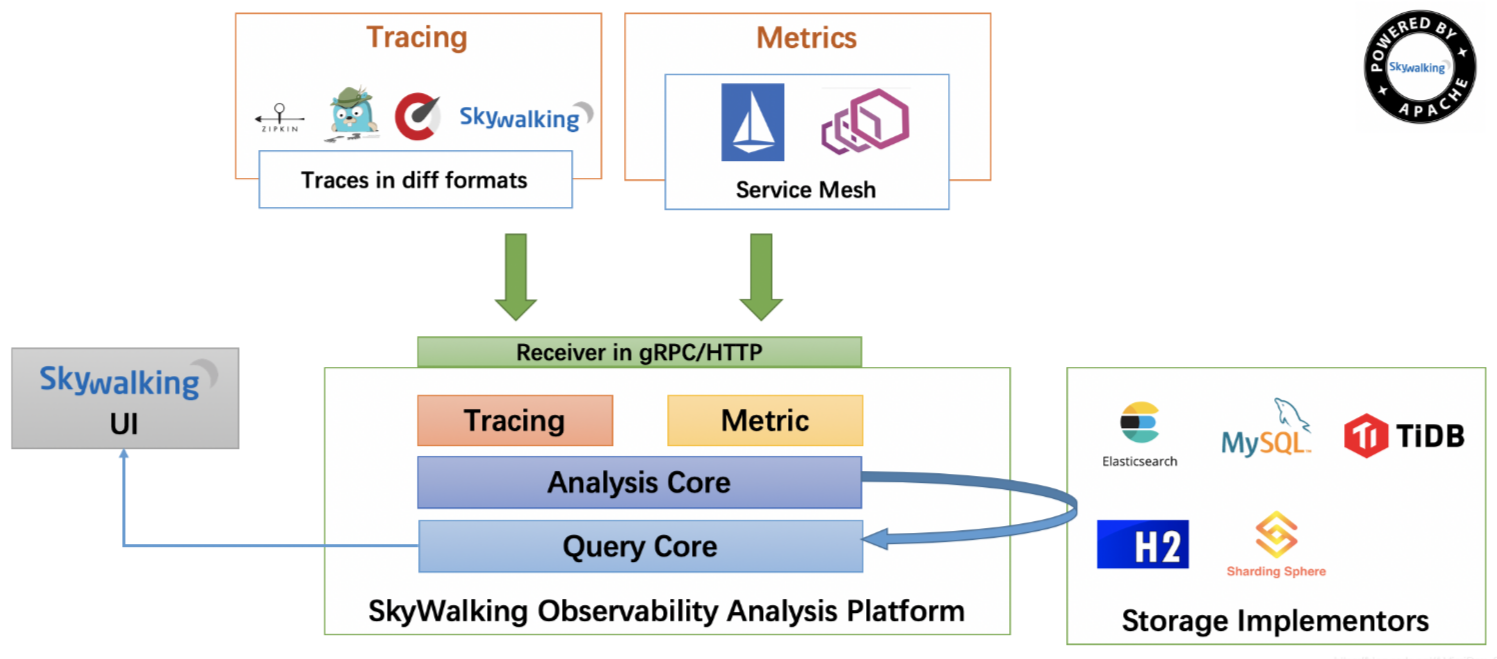 Tracing
Metrics
POWERED BY
Skywalking
APACHE
ZIPKIN
Skywalking
Traces in diff formats
Service Mesh
Receiver in gRPC/HTTP
Skywalking
UI
Tracing
Metric
Analysis Core
Query Core
SkyWalking Observability Analysis Platform
Elasticsearch
MySQL
TiDB
H2
Sharding Sphere
Storage Implementors